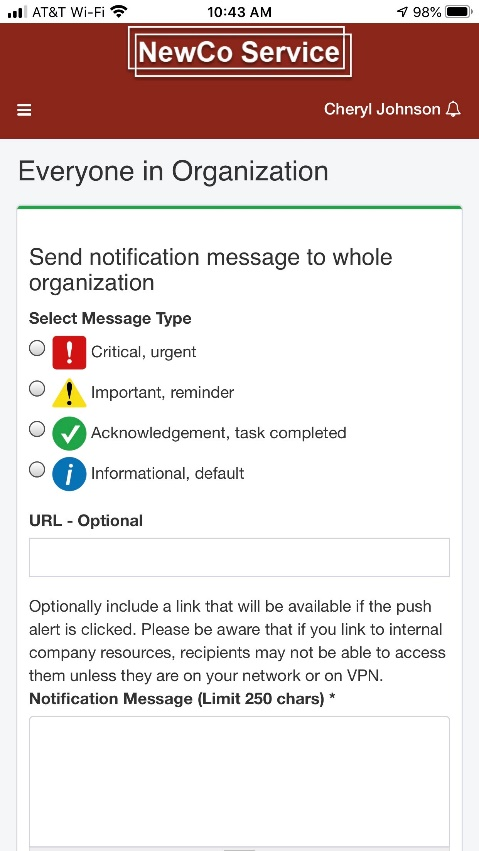 AT&T Wi-Fi 10:43 AM 98%
NewCo Service
Cheryl Johnson
Everyone in Organization
Send notification message to whole
organization
Select Message Type
Critical, urgent
Important, reminder
Acknowledgement, task completed
Informational, default
URL - Optional
Optionally include a link that will be available if the push
alert is clicked. Please be aware that if you link to internal
company resources, recipients may not be able to access
them unless they are on your network or on VPN.
Notification Message (Limit 250 chars) *